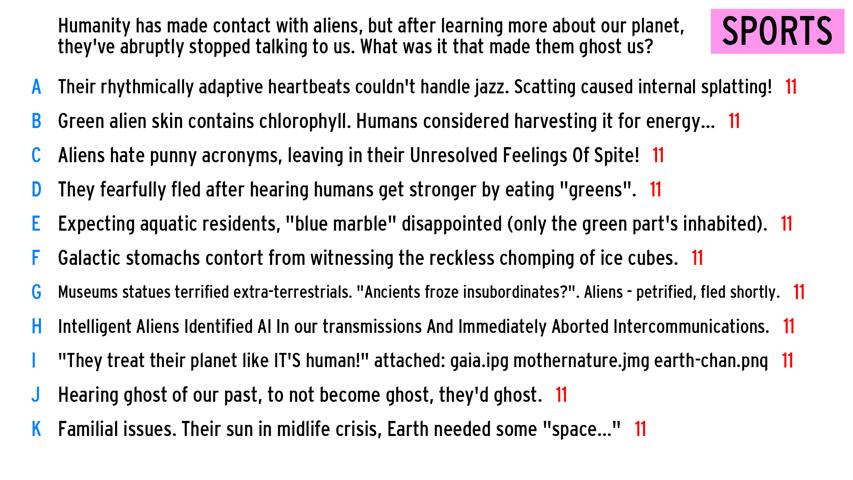 Humanity has made contact with aliens, but after learning more about our planet,
they've abruptly stopped talking to us. What was it that made them ghost us?
SPORTS
A Their rhythmically adaptive heartbeats couldn't handle jazz. Scatting caused internal splatting! 11
B Green alien skin contains chlorophyll. Humans considered harvesting it for energy... 11
C Aliens hate punny acronyms, leaving in their Unresolved Feelings Of Spite! 11
D They fearfully fled after hearing humans get stronger by eating "greens". 11
E Expecting aquatic residents, "blue marble" disappointed (only the green part's inhabited). 11
F Galactic stomachs contort from witnessing the reckless chomping of ice cubes. 11
G Museums statues terrified extra-terrestrials. "Ancients froze insubordinates?". Aliens - petrified, fled shortly. 11
H Intelligent Aliens Identified AI In our transmissions And Immediately Aborted Intercommunications. 11
I "They treat their planet like IT'S human!" attached: gaia.ipg mothernature.jmg earth-chan.pnq 11
J Hearing ghost of our past, to not become ghost, they'd ghost. 11
K Familial issues. Their sun in midlife crisis, Earth needed some "space..." 11